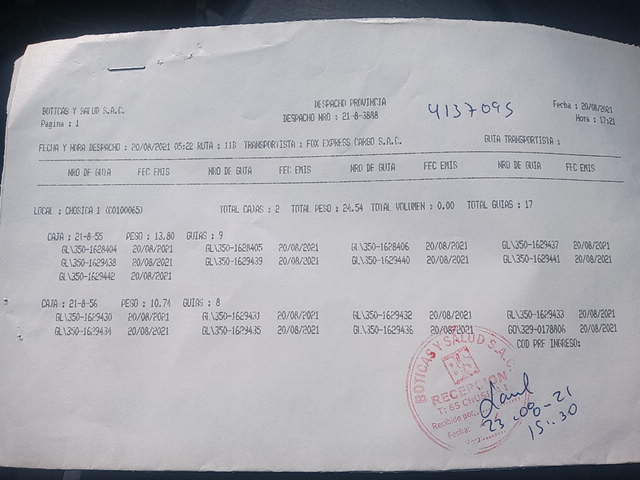 DESPACHO PROVINCIA
BOTICAS Y SALUD S.A.C. DESPACHO NRO : 21-8-3888 4137095 Fecha : 20/08/2021
Pagina : 1 Hora : 17:21
FECHA Y HORA DESPACHO : 20/08/2021 05:22 RUTA : 11B TRANSPORTISTA : FOX EXPRESS CARGO S.A.C. GUIA TRANSPORTISTA :
NRO DE GUIA FEC EMIS NRO DE GUIA FEC EMIS NRO DE GUIA FEC EMIS NRO DE GUIA FEC EMIS
LOCAL : CHOSICA 1 (C0100065) TOTAL CAJAS : 2 TOTAL PESO : 24.54 TOTAL VOLUMEN : 0.00 TOTAL GUIAS : 17
CAJA : 21-8-55 PESO : 13.80 GUIAS : 9
GL\350-1628404 20/08/2021 GL\350-1628405 20/08/2021 GL\350-1628406 20/08/2021 GL\350-1629437 20/08/2021
GL\350-1629438 20/08/2021 GL\350-1629439 20/08/2021 GL\350-1629440 20/08/2021 GL\350-1629441 20/08/2021
GL\350-1629442 20/08/2021
CAJA : 21-8-56 PESO : 10.74 GUIAS : 8
GL\350-1629430 20/08/2021 GL\350-1629431 20/08/2021 GL\350-1629432 20/08/2021 GL\350-1629433 20/08/2021
GL\350-1629434 20/08/2021 GL\350-1629435 20/08/2021 GL\350-1629436 20/08/2021 GO\329-0178806 20/08/2021
COD PRF INGRESO:
BOTICAS Y SALUD S.A.C.
RECEPCION
Recibido por:
Fecha: 23-08-21
15:30